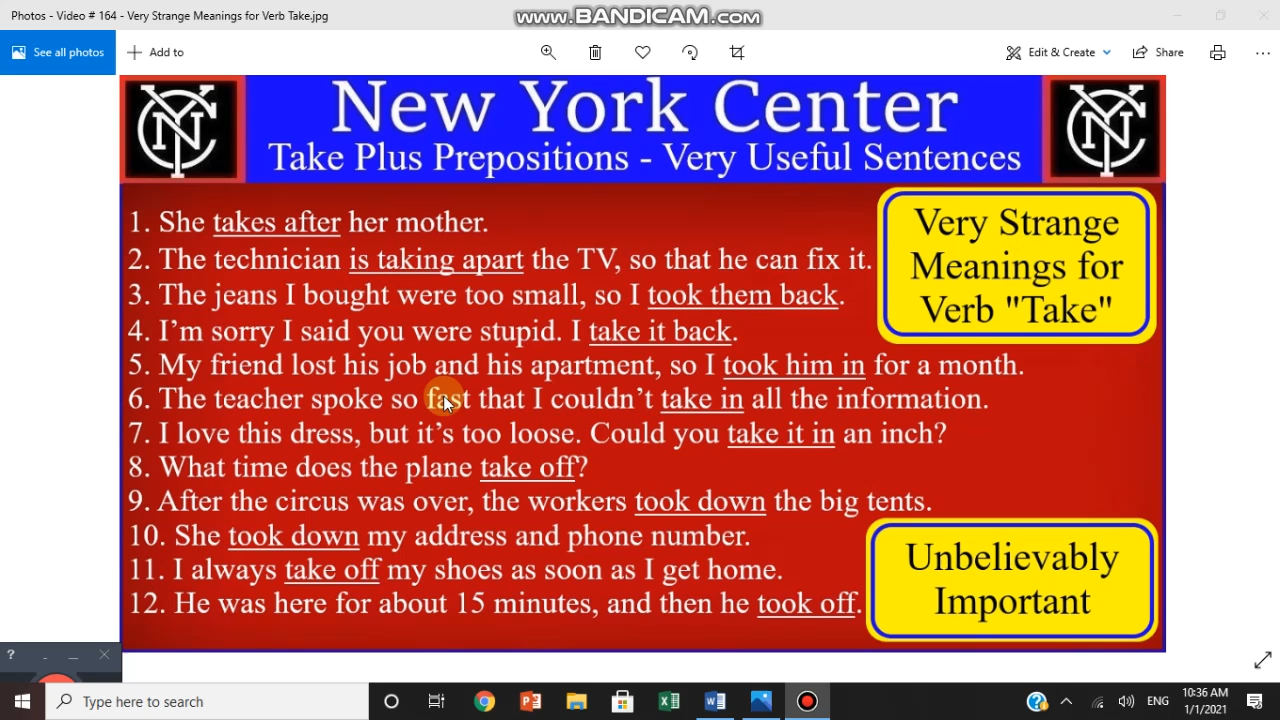 Photos - Video # 164 - Very Strange Meanings for Verb Take.jpg
www.BANDICAM.com
See all photos
Add to
Edit & Create
Share
New York Center
Take Plus Prepositions - Very Useful Sentences
NYC
NYC
1. She takes after her mother.
2. The technician is taking apart the TV, so that he can fix it.
3. The jeans I bought were too small, so I took them back.
4. I’m sorry I said you were stupid. I take it back.
5. My friend lost his job and his apartment, so I took him in for a month.
6. The teacher spoke so fast that I couldn’t take in all the information.
7. I love this dress, but it’s too loose. Could you take it in an inch?
8. What time does the plane take off?
9. After the circus was over, the workers took down the big tents.
10. She took down my address and phone number.
11. I always take off my shoes as soon as I get home.
12. He was here for about 15 minutes, and then he took off.
Very Strange
Meanings for
Verb "Take"
Unbelievably
Important
Type here to search
ENG
10:36 AM
1/1/2021